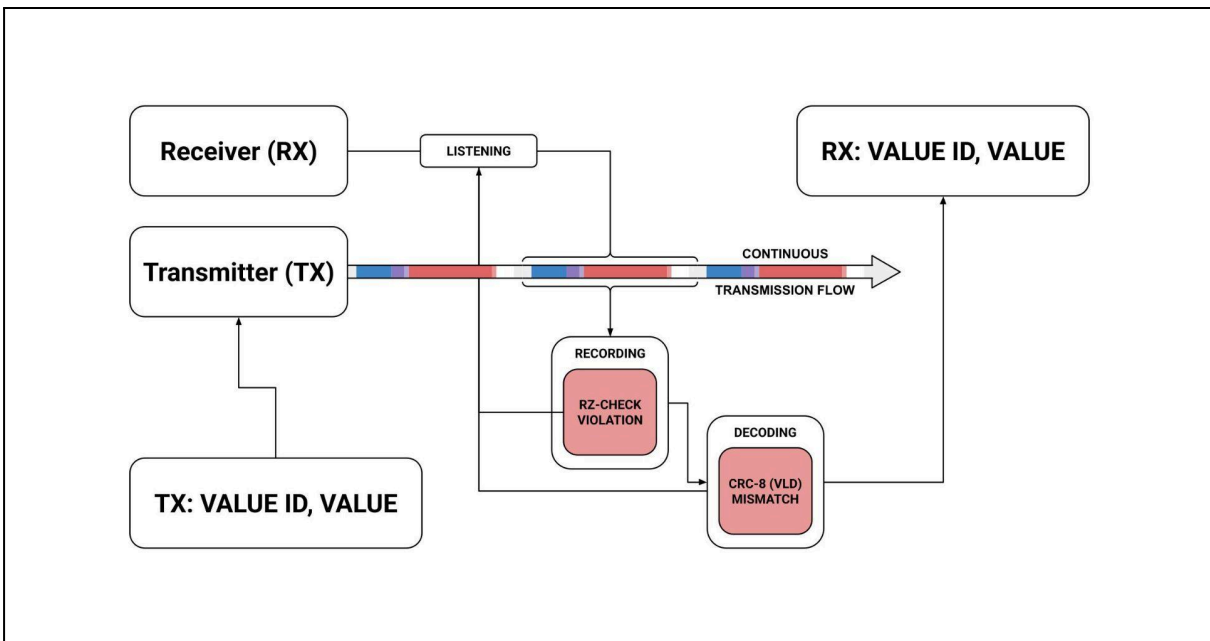 Receiver (RX)
LISTENING
RX: VALUE ID, VALUE
Transmitter (TX)
CONTINUOUS
TRANSMISSION FLOW
RECORDING
RZ-CHECK
VIOLATION
DECODING
CRC-8 (VLD)
MISMATCH
TX: VALUE ID, VALUE